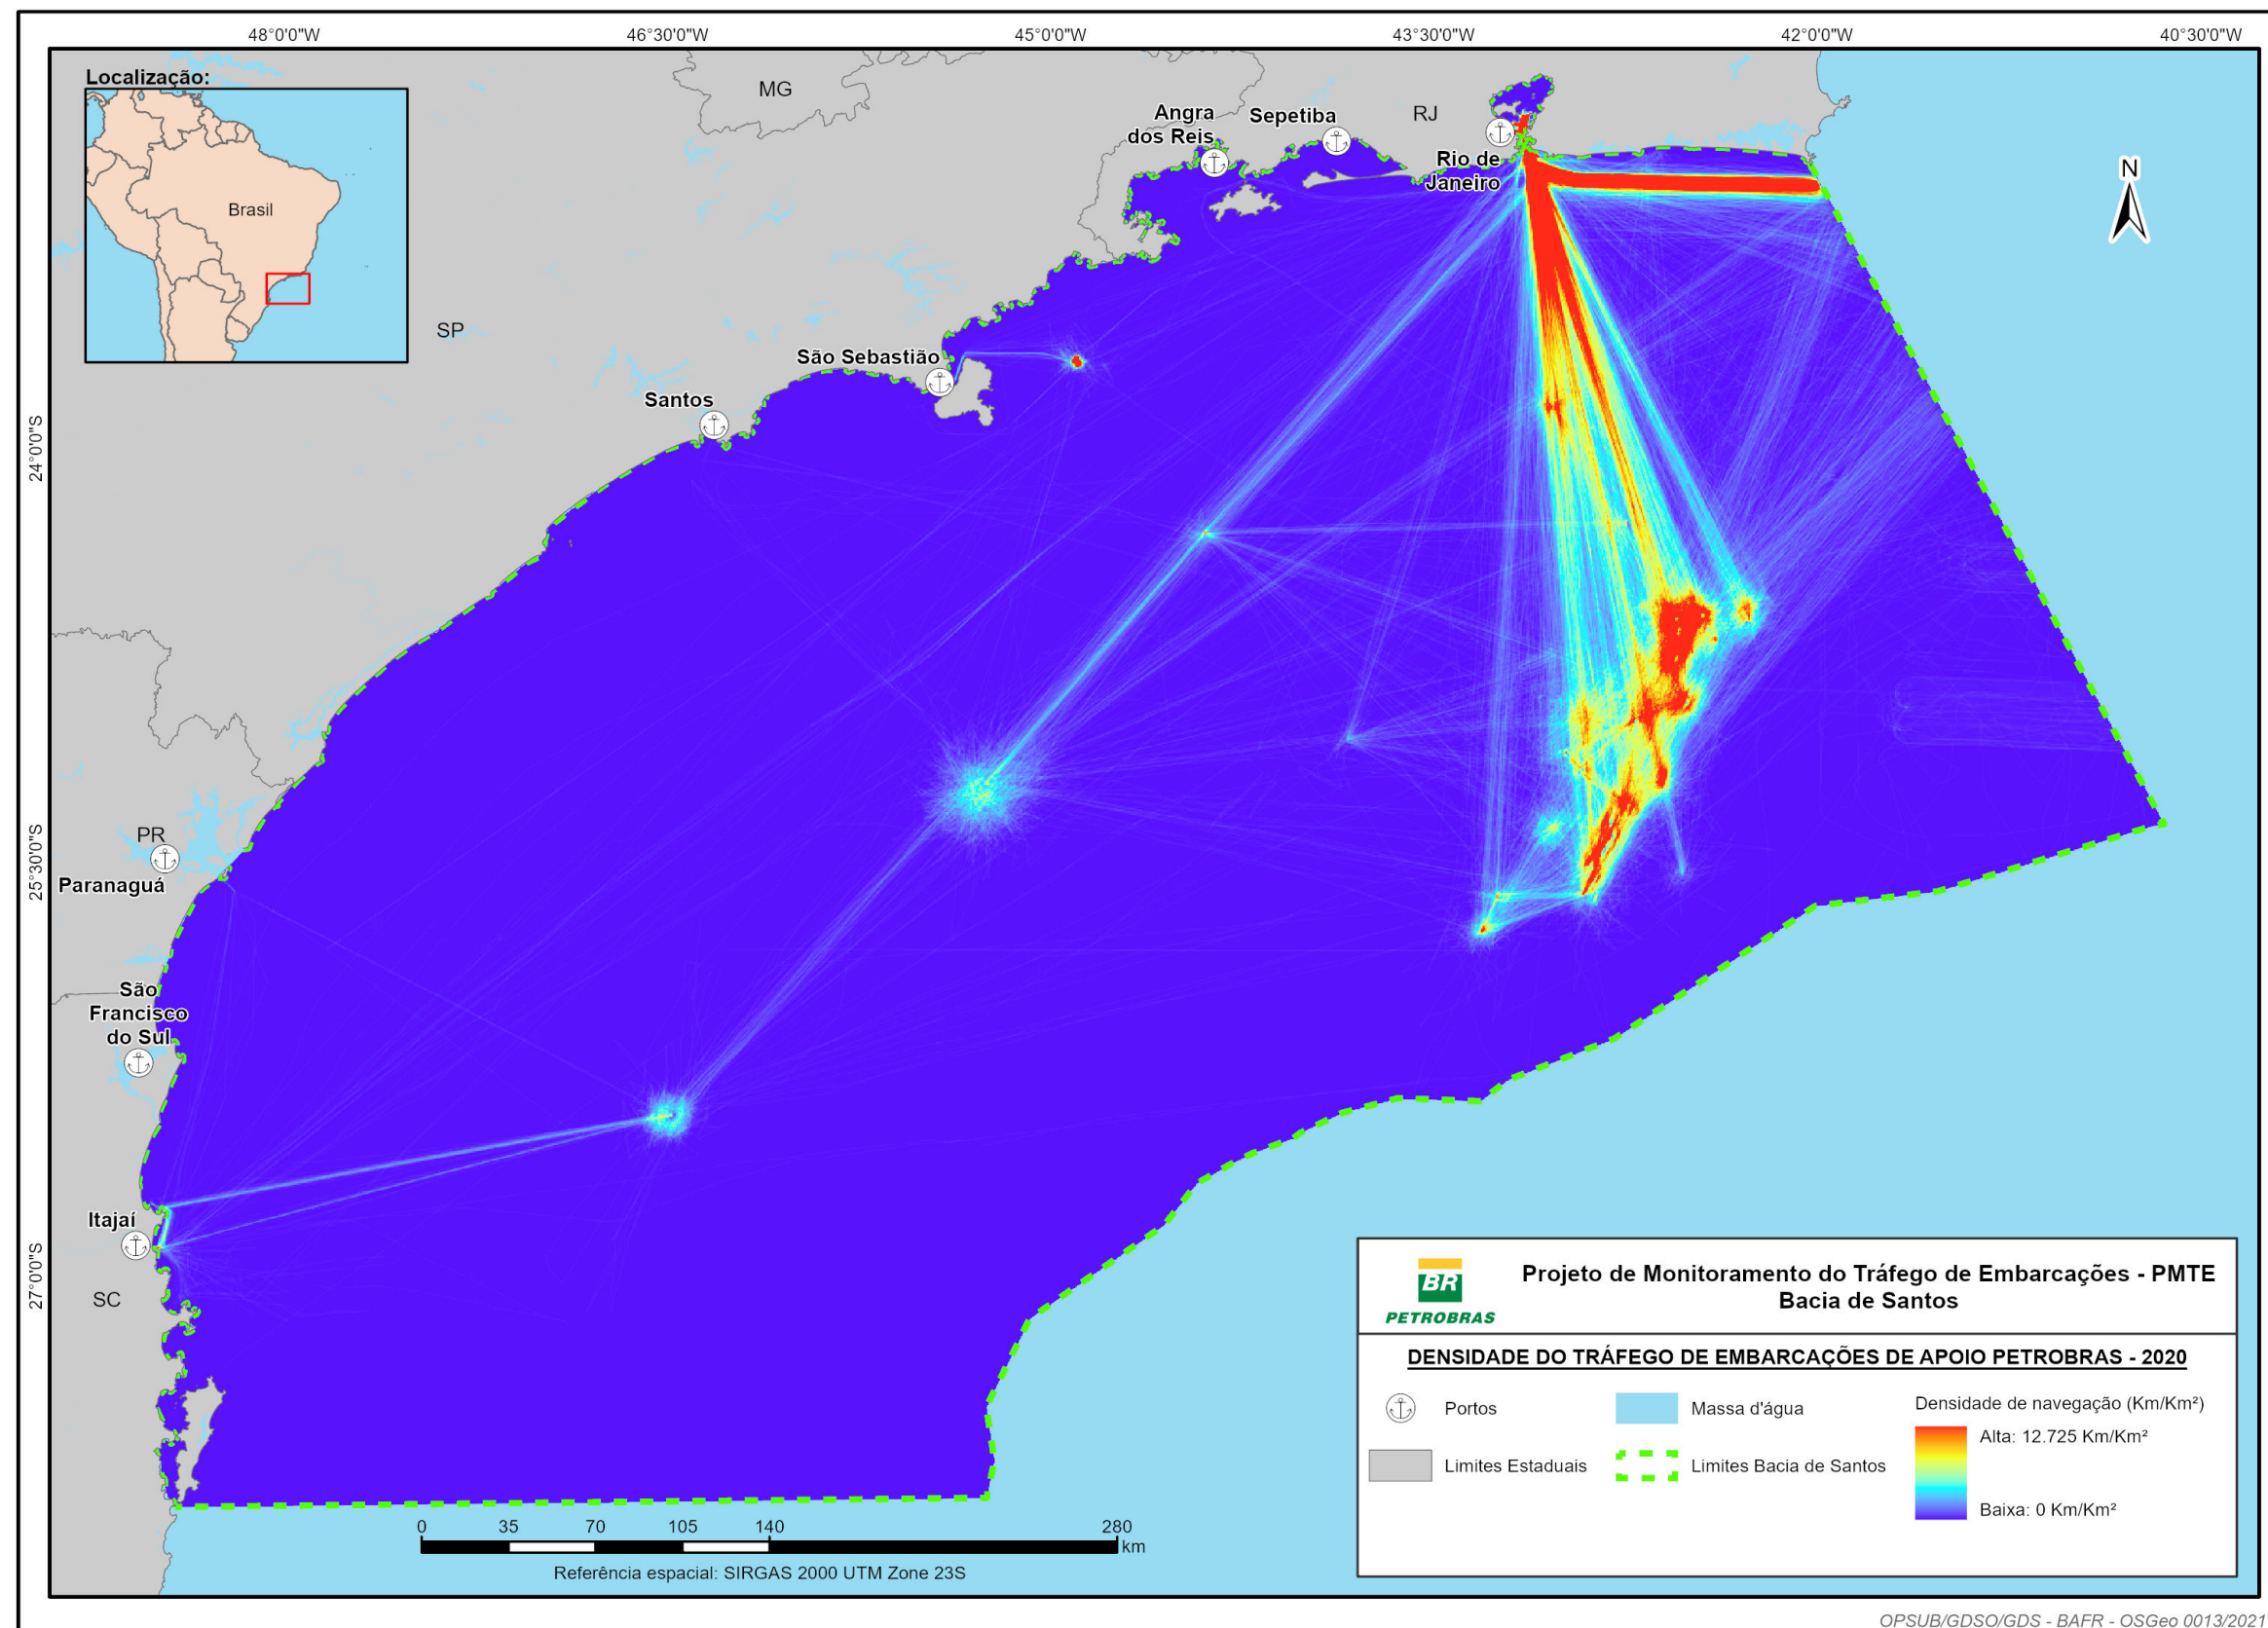 48°0'0"W
46°30'0"W
45°0'0"W
43°30'0"W
42°0'0"W
40°30'0"W
Localização:
Brasil
MG
RJ
SP
PR
SC
Angra
dos Reis
Sepetiba
Rio de
Janeiro
N
São Sebastião
Santos
24°0'0"S
25°30'0"S
27°0'0"S
Paranaguá
São
Francisco
do Sul
Itajaí
BR
PETROBRAS
Projeto de Monitoramento do Tráfego de Embarcações - PMTE
Bacia de Santos
DENSIDADE DO TRÁFEGO DE EMBARCAÇÕES DE APOIO PETROBRAS - 2020
Portos
Massa d'água
Limites Estaduais
Limites Bacia de Santos
Densidade de navegação (Km/Km²)
Alta: 12.725 Km/Km²
Baixa: 0 Km/Km²
0 35 70 105 140 280
km
Referência espacial: SIRGAS 2000 UTM Zone 23S
OPSUB/GDSO/GDS - BAFR - OSGeo 0013/2021